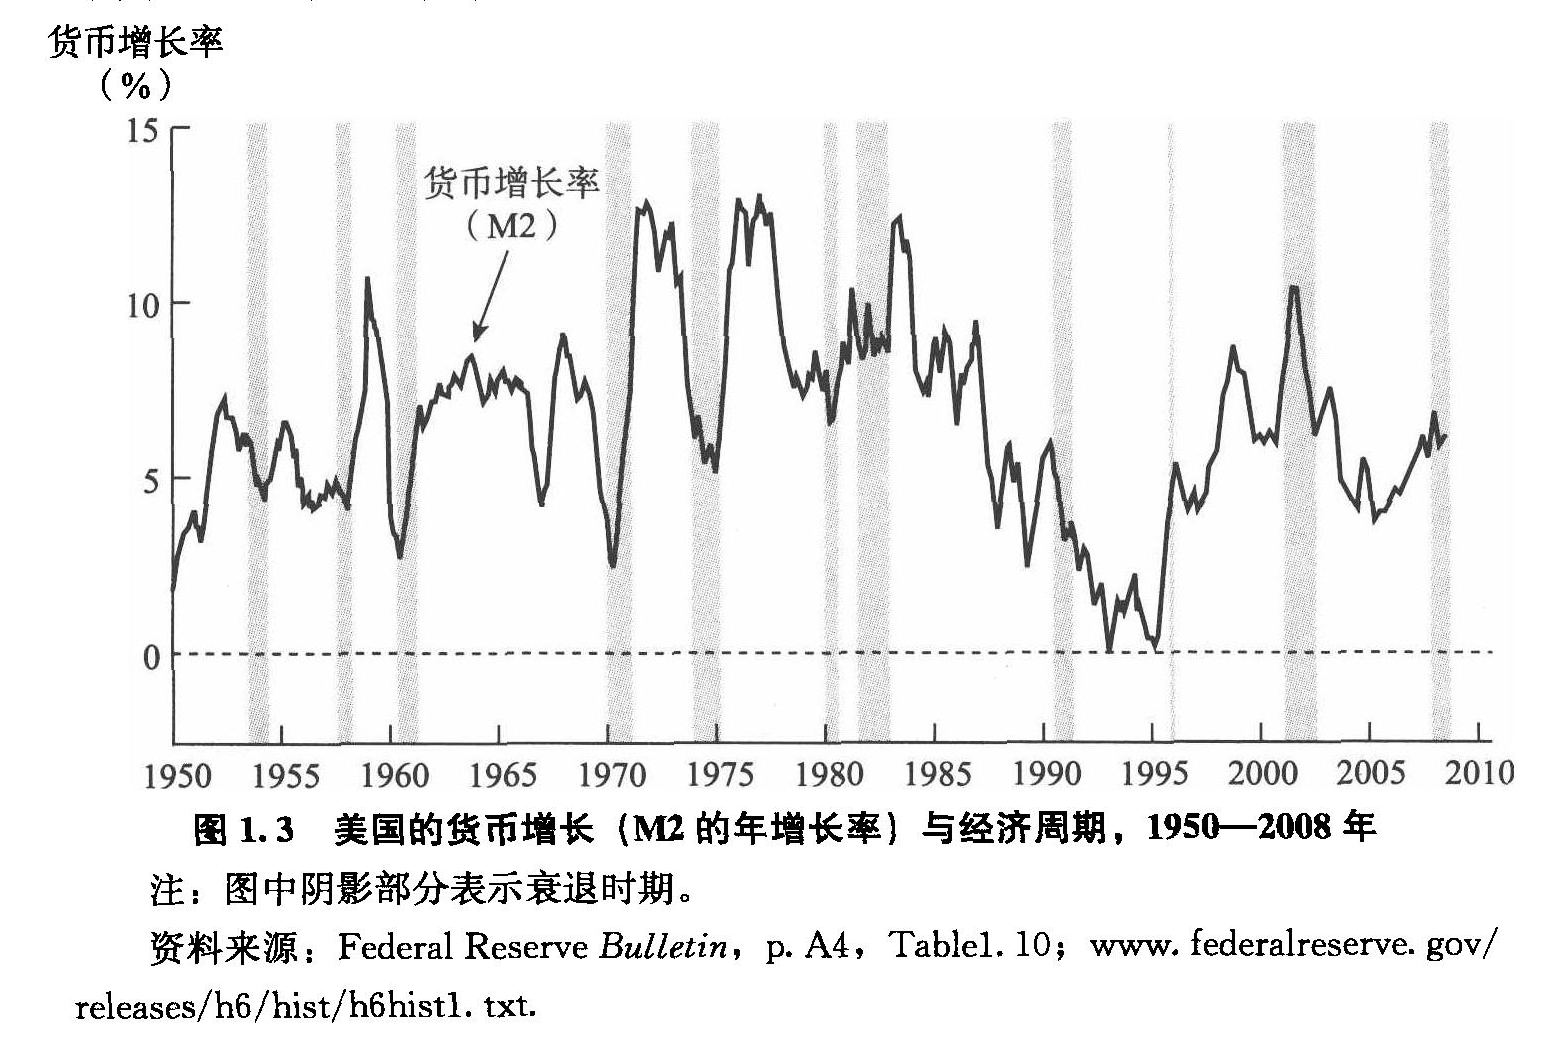 货币增长率
（%）
15
货币增长率
（M2）
10
5
0
1950 1955 1960 1965 1970 1975 1980 1985 1990 1995 2000 2005 2010
图 1.3 美国的货币增长（M2 的年增长率）与经济周期，1950—2008 年
注：图中阴影部分表示衰退时期。
资料来源：Federal Reserve Bulletin，p. A4，Table1. 10；www. federalreserve. gov/
releases/h6/hist/h6hist1. txt.